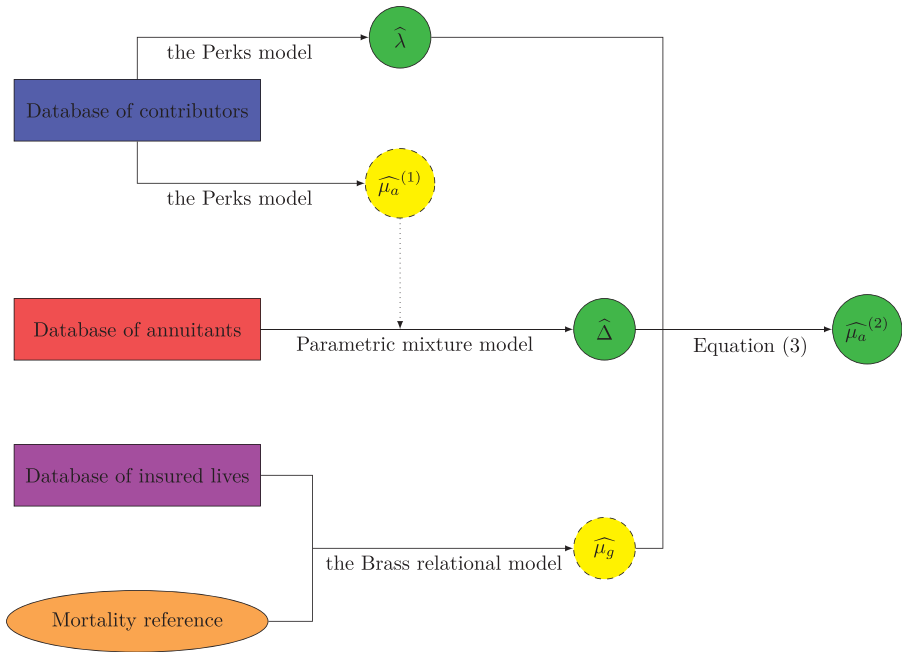 λ̂
the Perks model
Database of contributors
μ̂ₐ⁽¹⁾
the Perks model
Database of annuitants
Δ̂
μ̂ₐ⁽²⁾
Parametric mixture model
Equation (3)
Database of insured lives
μ̂_g
the Brass relational model
Mortality reference